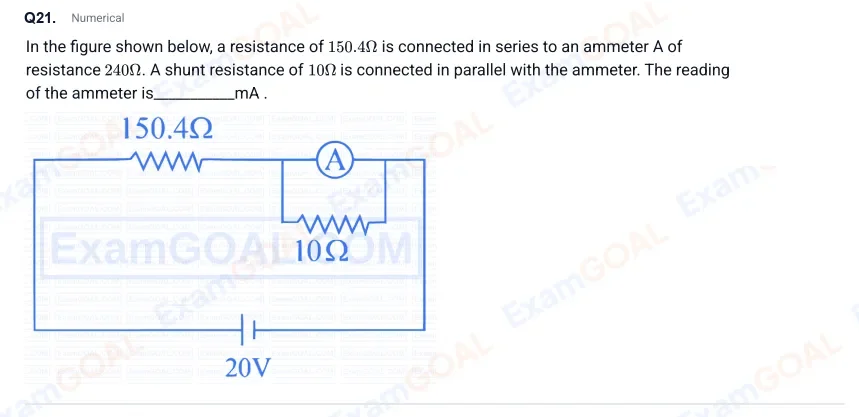 Q21. Numerical
In the figure shown below, a resistance of 150.4Ω is connected in series to an ammeter A of
resistance 240Ω. A shunt resistance of 10Ω is connected in parallel with the ammeter. The reading
of the ammeter is__________mA .
150.4Ω
A
10Ω
ExamGOAL.COM
20V